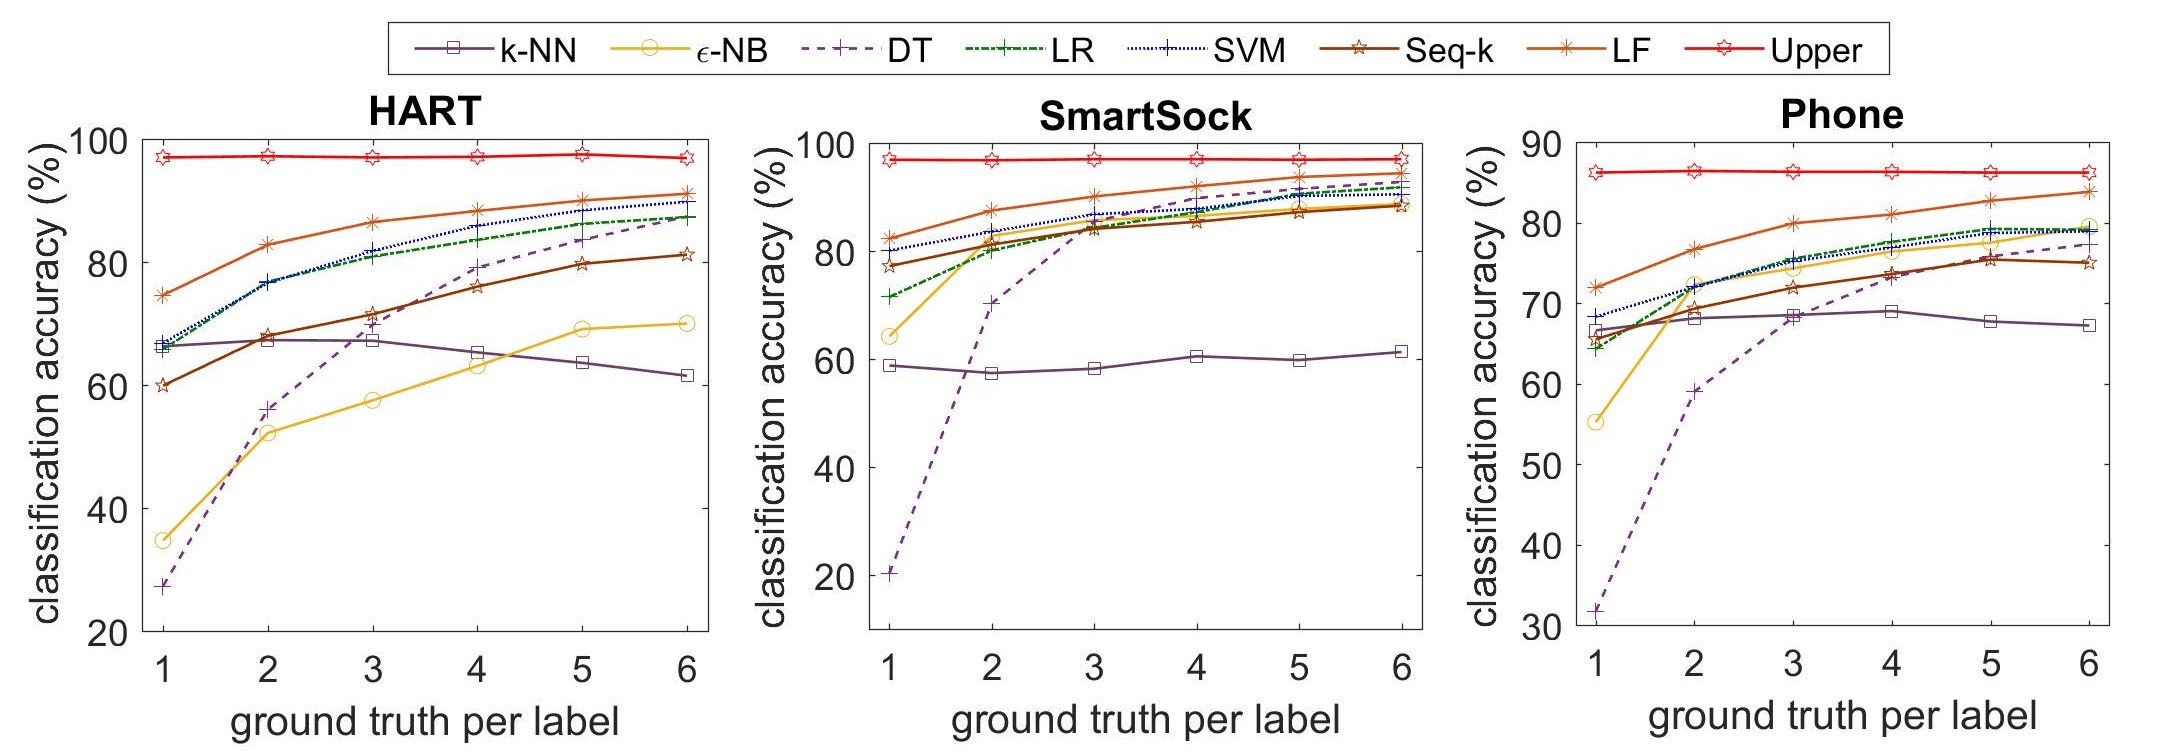 k-NN ϵ-NB DT LR SVM Seq-k LF Upper
HART
classification accuracy (%)
100
80
60
40
20
1 2 3 4 5 6
ground truth per label
SmartSock
classification accuracy (%)
100
80
60
40
20
1 2 3 4 5 6
ground truth per label
Phone
classification accuracy (%)
90
80
70
60
50
40
30
1 2 3 4 5 6
ground truth per label